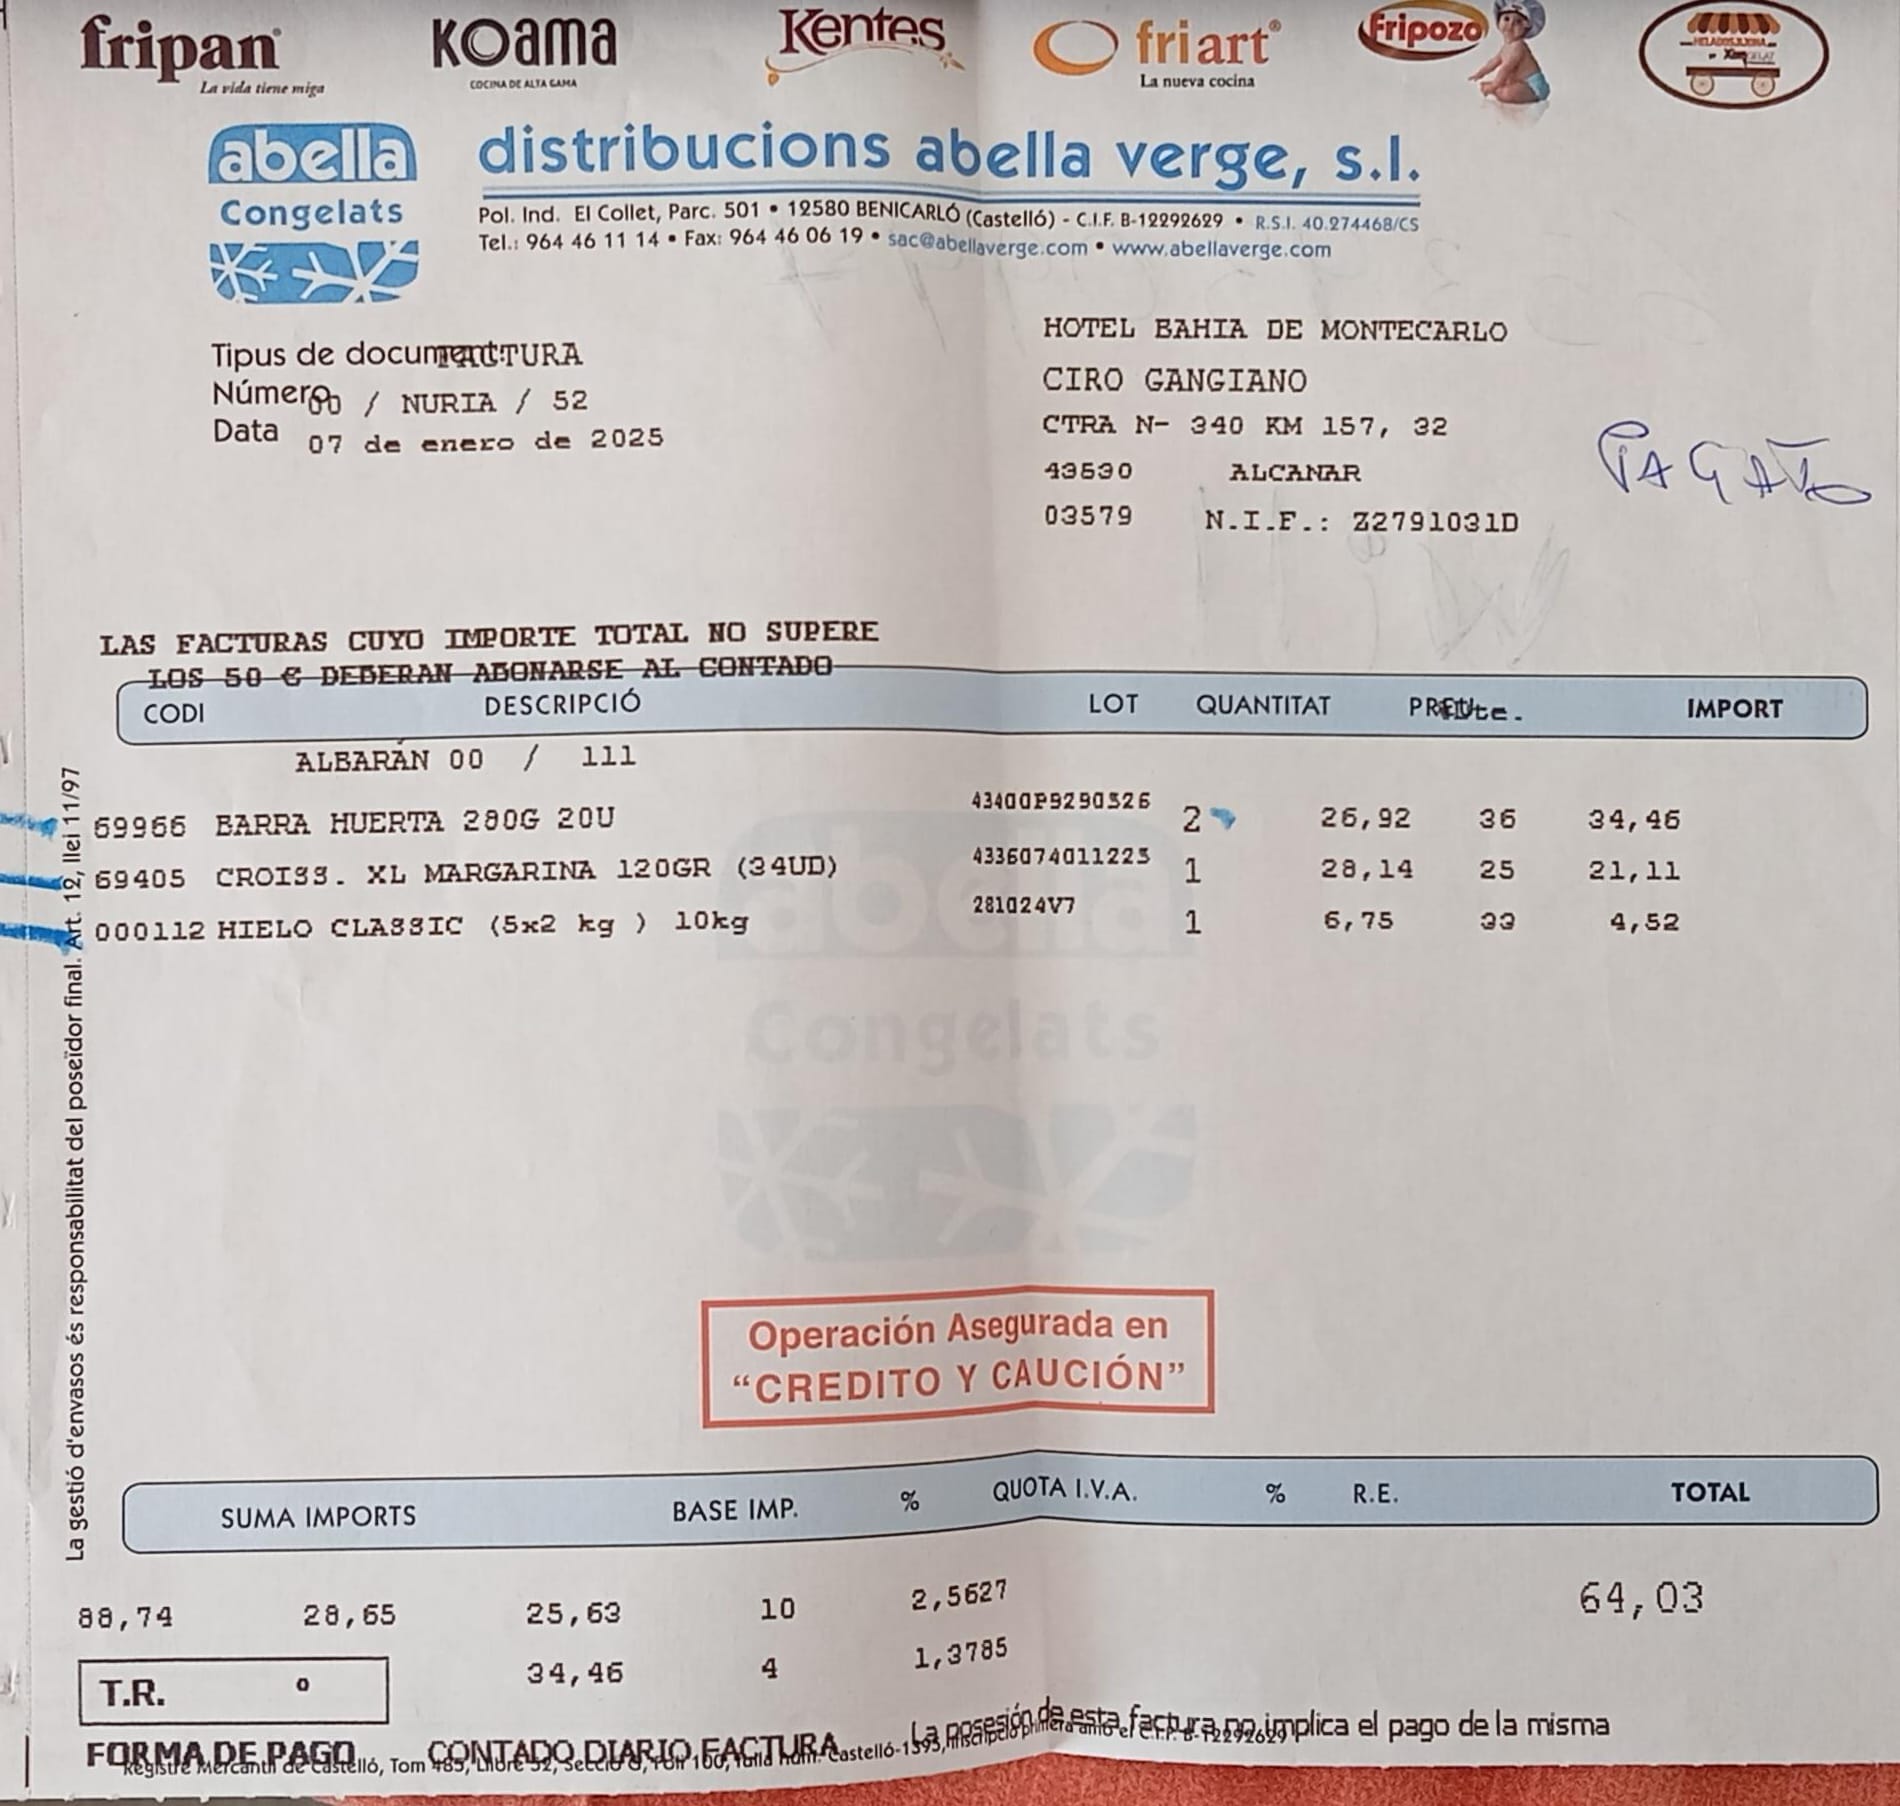 fripan
La vida tiene miga
KOama
COCINA DE ALTA GAMA
Kentes
friart®
La nueva cocina
Fripozo
abella
Congelats
distribucions abella verge, s.l.
Pol. Ind. El Collet, Parc. 501 • 12580 BENICARLÓ (Castelló) - C.I.F. B-12292629 • R.S.I. 40.274468/CS
Tel.: 964 46 11 14 • Fax: 964 46 06 19 • sac@abellaverge.com • www.abellaverge.com
Tipus de document: FACTURA
Número 00 / NURIA / 52
Data 07 de enero de 2025
HOTEL BAHIA DE MONTECARLO
CIRO GANGIANO
CTRA N- 340 KM 157, 32
43530 ALCANAR
03579 N.I.F.: Z2791031D
PAGATO
LAS FACTURAS CUYO IMPORTE TOTAL NO SUPERE
LOS 50 € DEBERAN ABONARSE AL CONTADO
CODI DESCRIPCIÓ LOT QUANTITAT PREU Dte. IMPORT
ALBARÁN 00 / 111
69966 BARRA HUERTA 280G 20U 43400P9290526 2 26,92 36 34,46
69405 CROISS. XL MARGARINA 120GR (34UD) 4336074011225 1 28,14 25 21,11
000112 HIELO CLASSIC (5x2 kg ) 10kg 281024V7 1 6,75 33 4,52
abella
Congelats
La gestió d'envasos és responsabilitat del poseïdor final. Art. 12, llei 11/97
Operación Asegurada en
“CREDITO Y CAUCIÓN”
SUMA IMPORTS BASE IMP. % QUOTA I.V.A. % R.E. TOTAL
88,74 28,65 25,63 10 2,5627 64,03
34,46 4 1,3785
T.R. º
La posesión de esta factura no implica el pago de la misma
FORMA DE PAGO CONTADO DIARIO FACTURA
Registre Mercantil de Castelló, Tom 485, Llibre 52, Secció G, Foli 100, Fulla núm. Castelló-1595, Inscripció primera amb el C.I.F. B-12292629